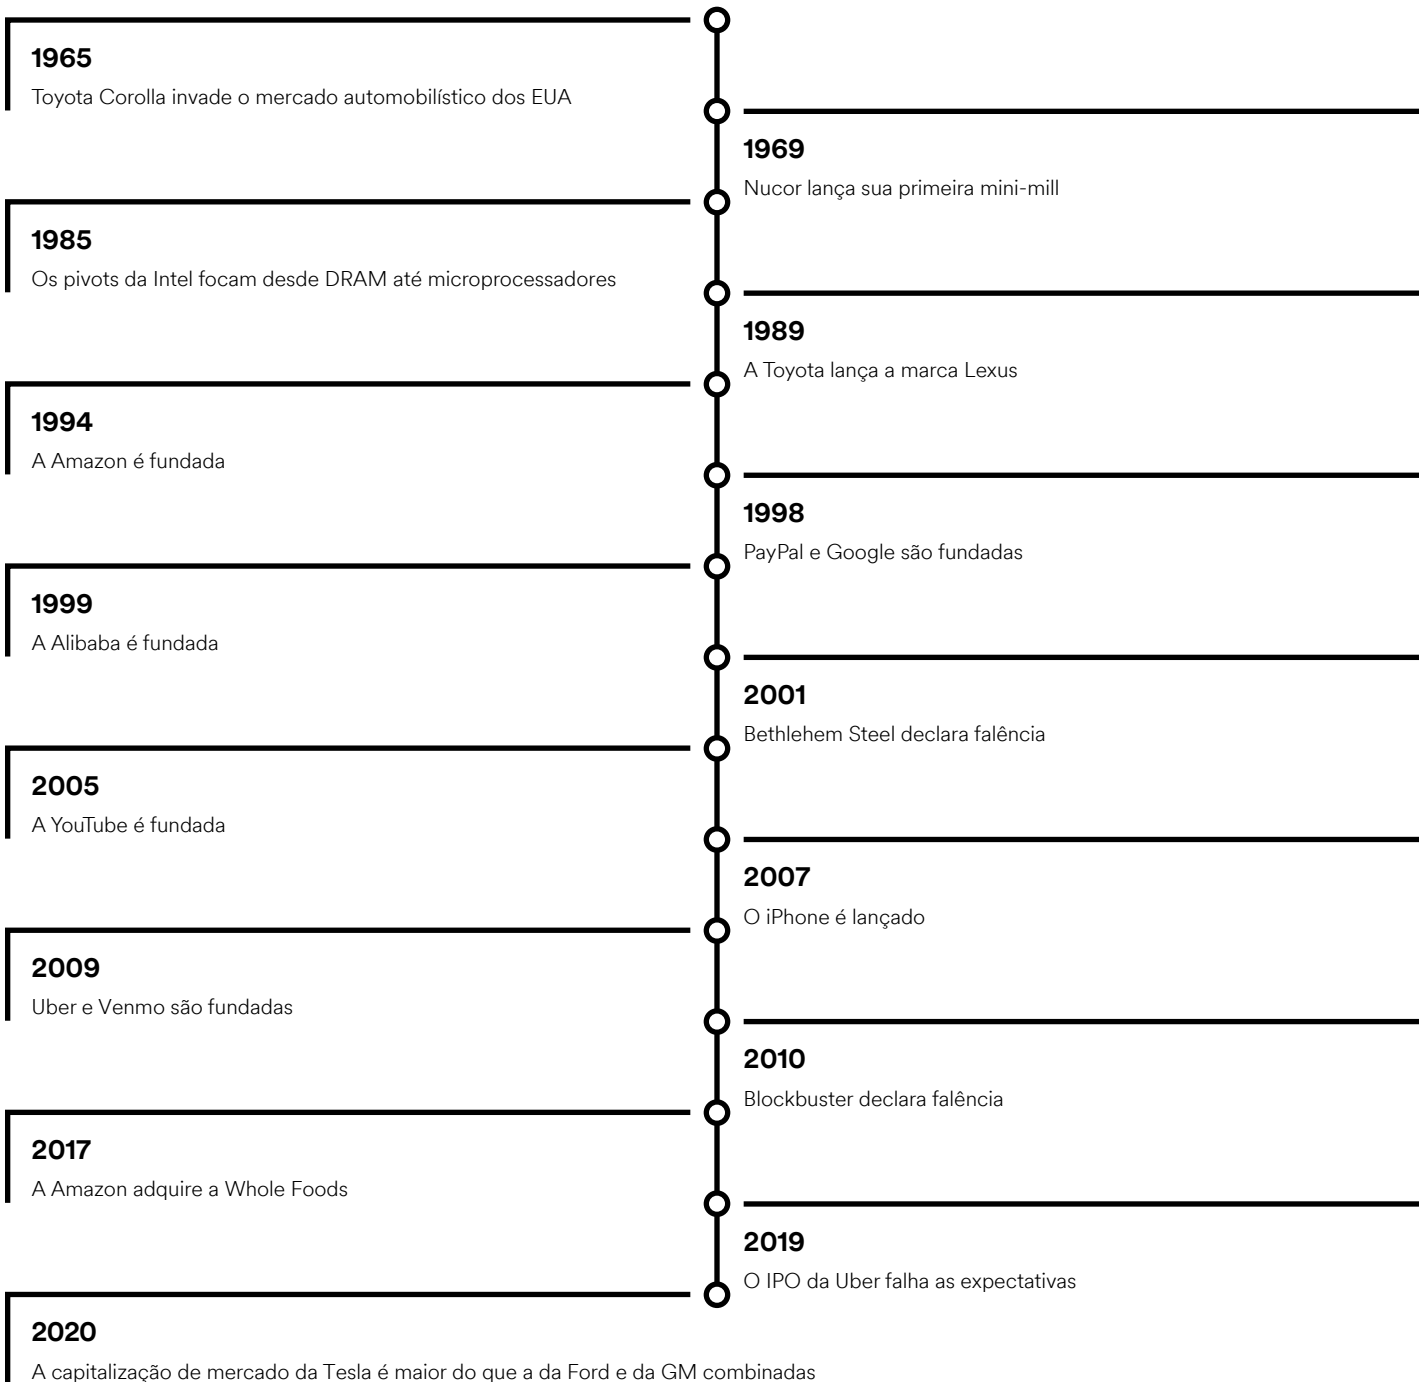 1965
Toyota Corolla invade o mercado automobilístico dos EUA
1969
Nucor lança sua primeira mini-mill
1985
Os pivots da Intel focam desde DRAM até microprocessadores
1989
A Toyota lança a marca Lexus
1994
A Amazon é fundada
1998
PayPal e Google são fundadas
1999
A Alibaba é fundada
2001
Bethlehem Steel declara falência
2005
A YouTube é fundada
2007
O iPhone é lançado
2009
Uber e Venmo são fundadas
2010
Blockbuster declara falência
2017
A Amazon adquire a Whole Foods
2019
O IPO da Uber falha as expectativas
2020
A capitalização de mercado da Tesla é maior do que a da Ford e da GM combinadas